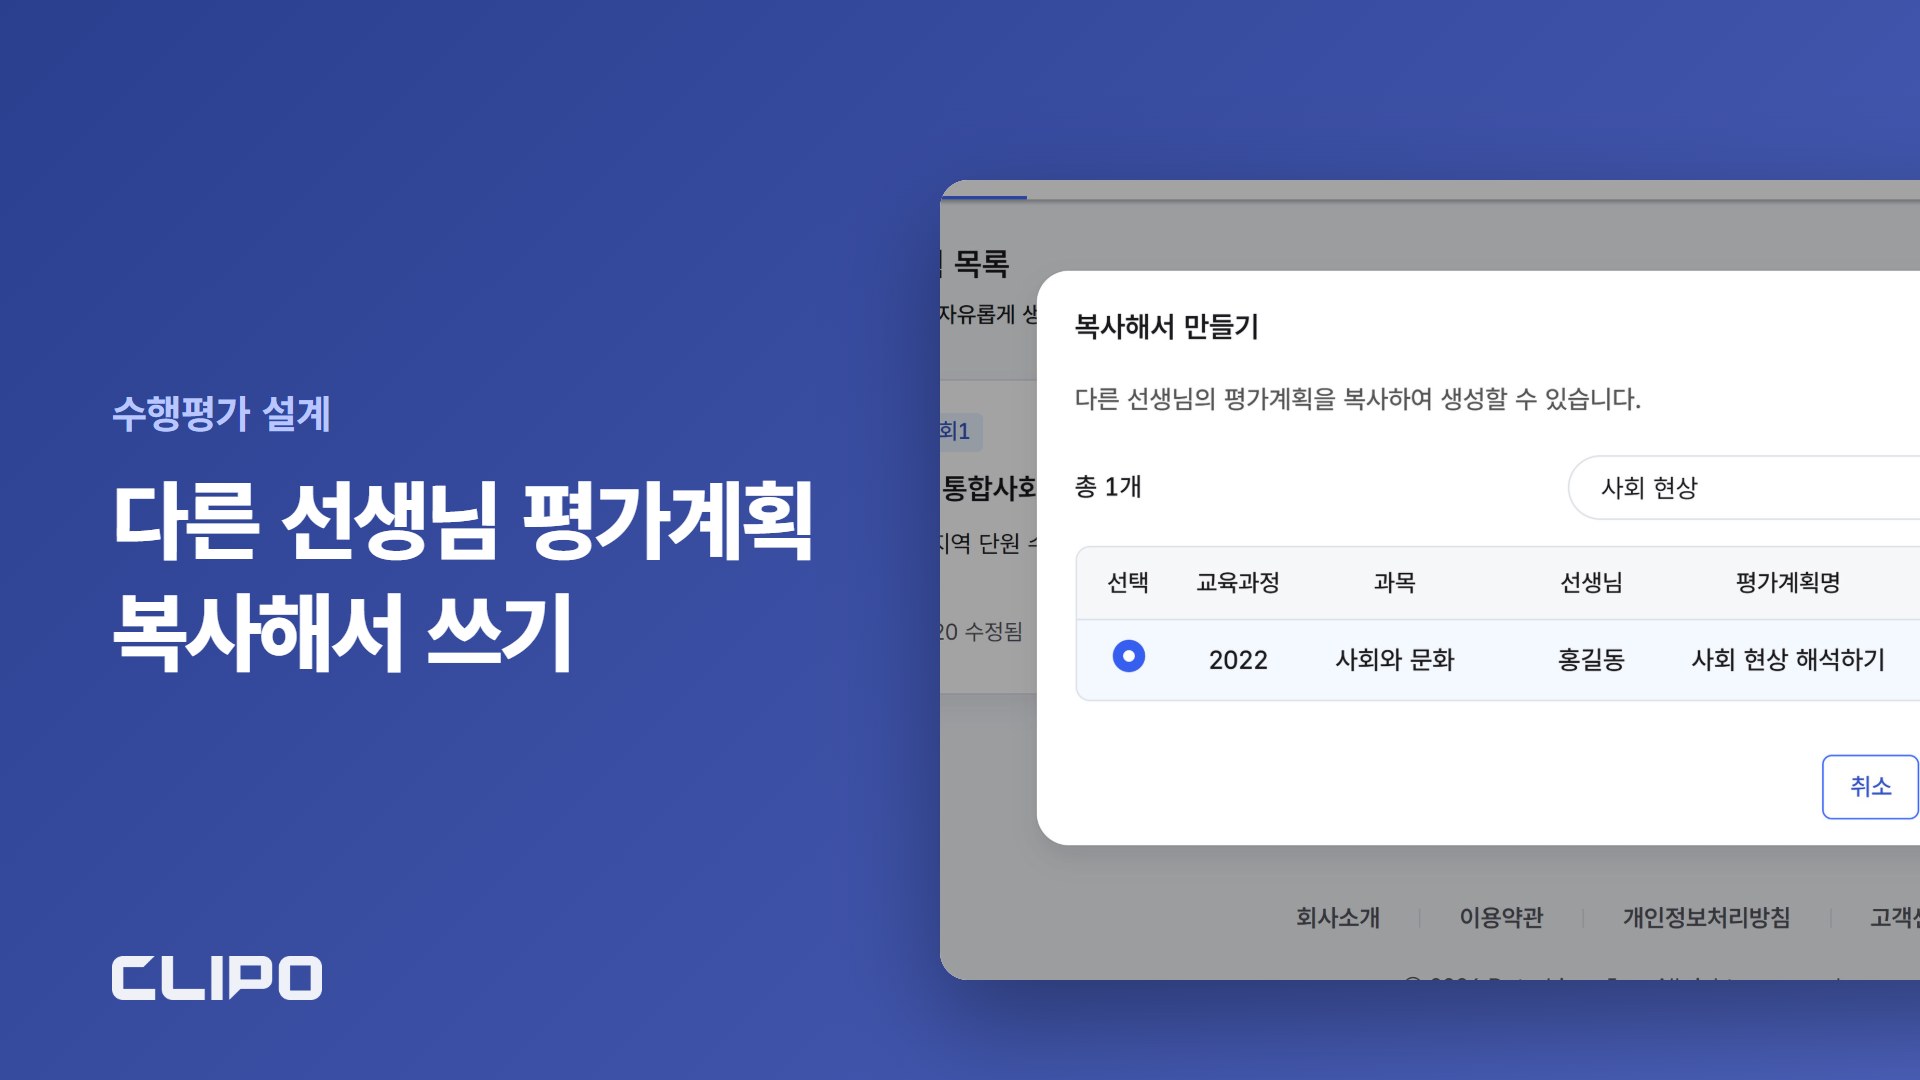 수행평가 설계
다른 선생님 평가계획
복사해서 쓰기
CLIPO
목록
자유롭게
회1
통합사회
지역 단원
20 수정됨
복사해서 만들기
다른 선생님의 평가계획을 복사하여 생성할 수 있습니다.
총 1개
사회 현상
선택 교육과정 과목 선생님 평가계획명
2022 사회와 문화 홍길동 사회 현상 해석하기
취소
회사소개 이용약관 개인정보처리방침